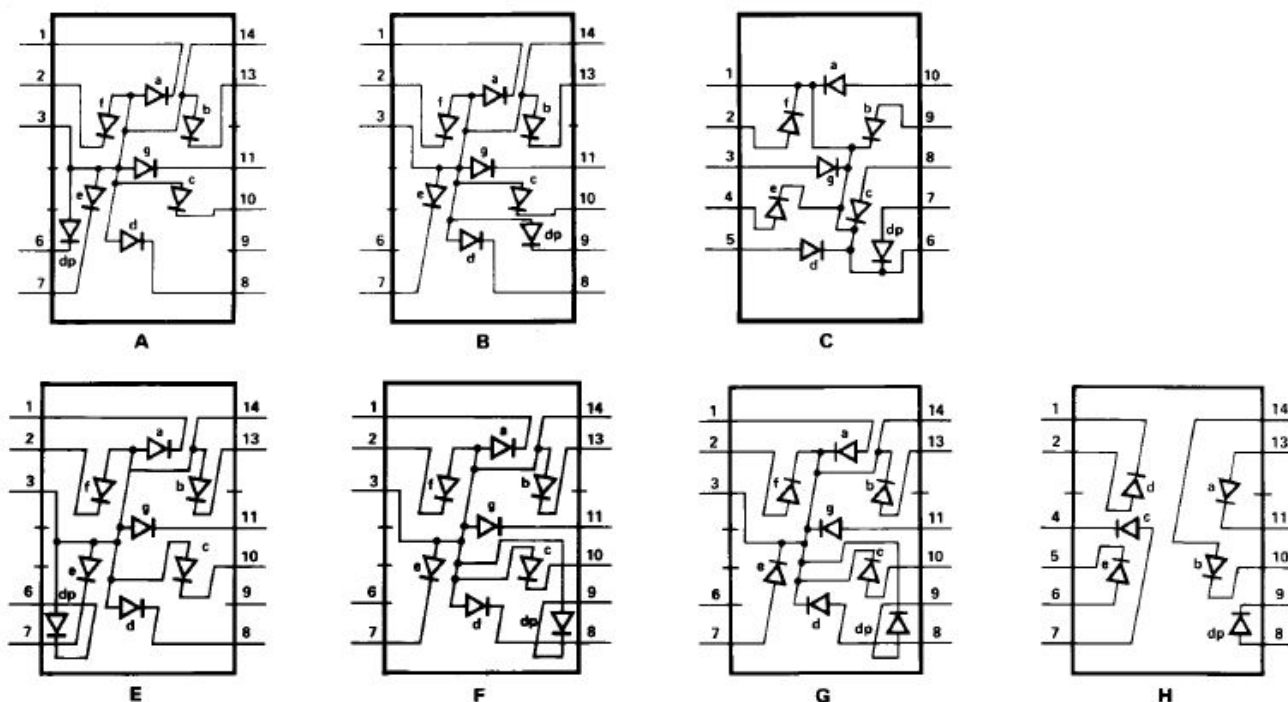 1 14
2 a 13
f b
3
g 11
e c 10
d
6 9
dp
7 8
A
1 14
2 a 13
f b
3
g 11
c
e 10
dp
6 9
d
7 8
B
a
1 10
f b
2 9
3 8
g
e c
4 7
dp
5 d 6
C
1 14
2 a 13
f b
3
g 11
c
e 10
dp
6 9
d
7 8
E
1 14
2 a 13
f b
3
g 11
c
e 10
6 9
d dp
7 8
F
1 14
2 a 13
f b
3
g 11
c
e 10
6 9
d dp
7 8
G
1 14
2 13
d a
4 c 11
5 10
e b
6 9
dp
7 8
H